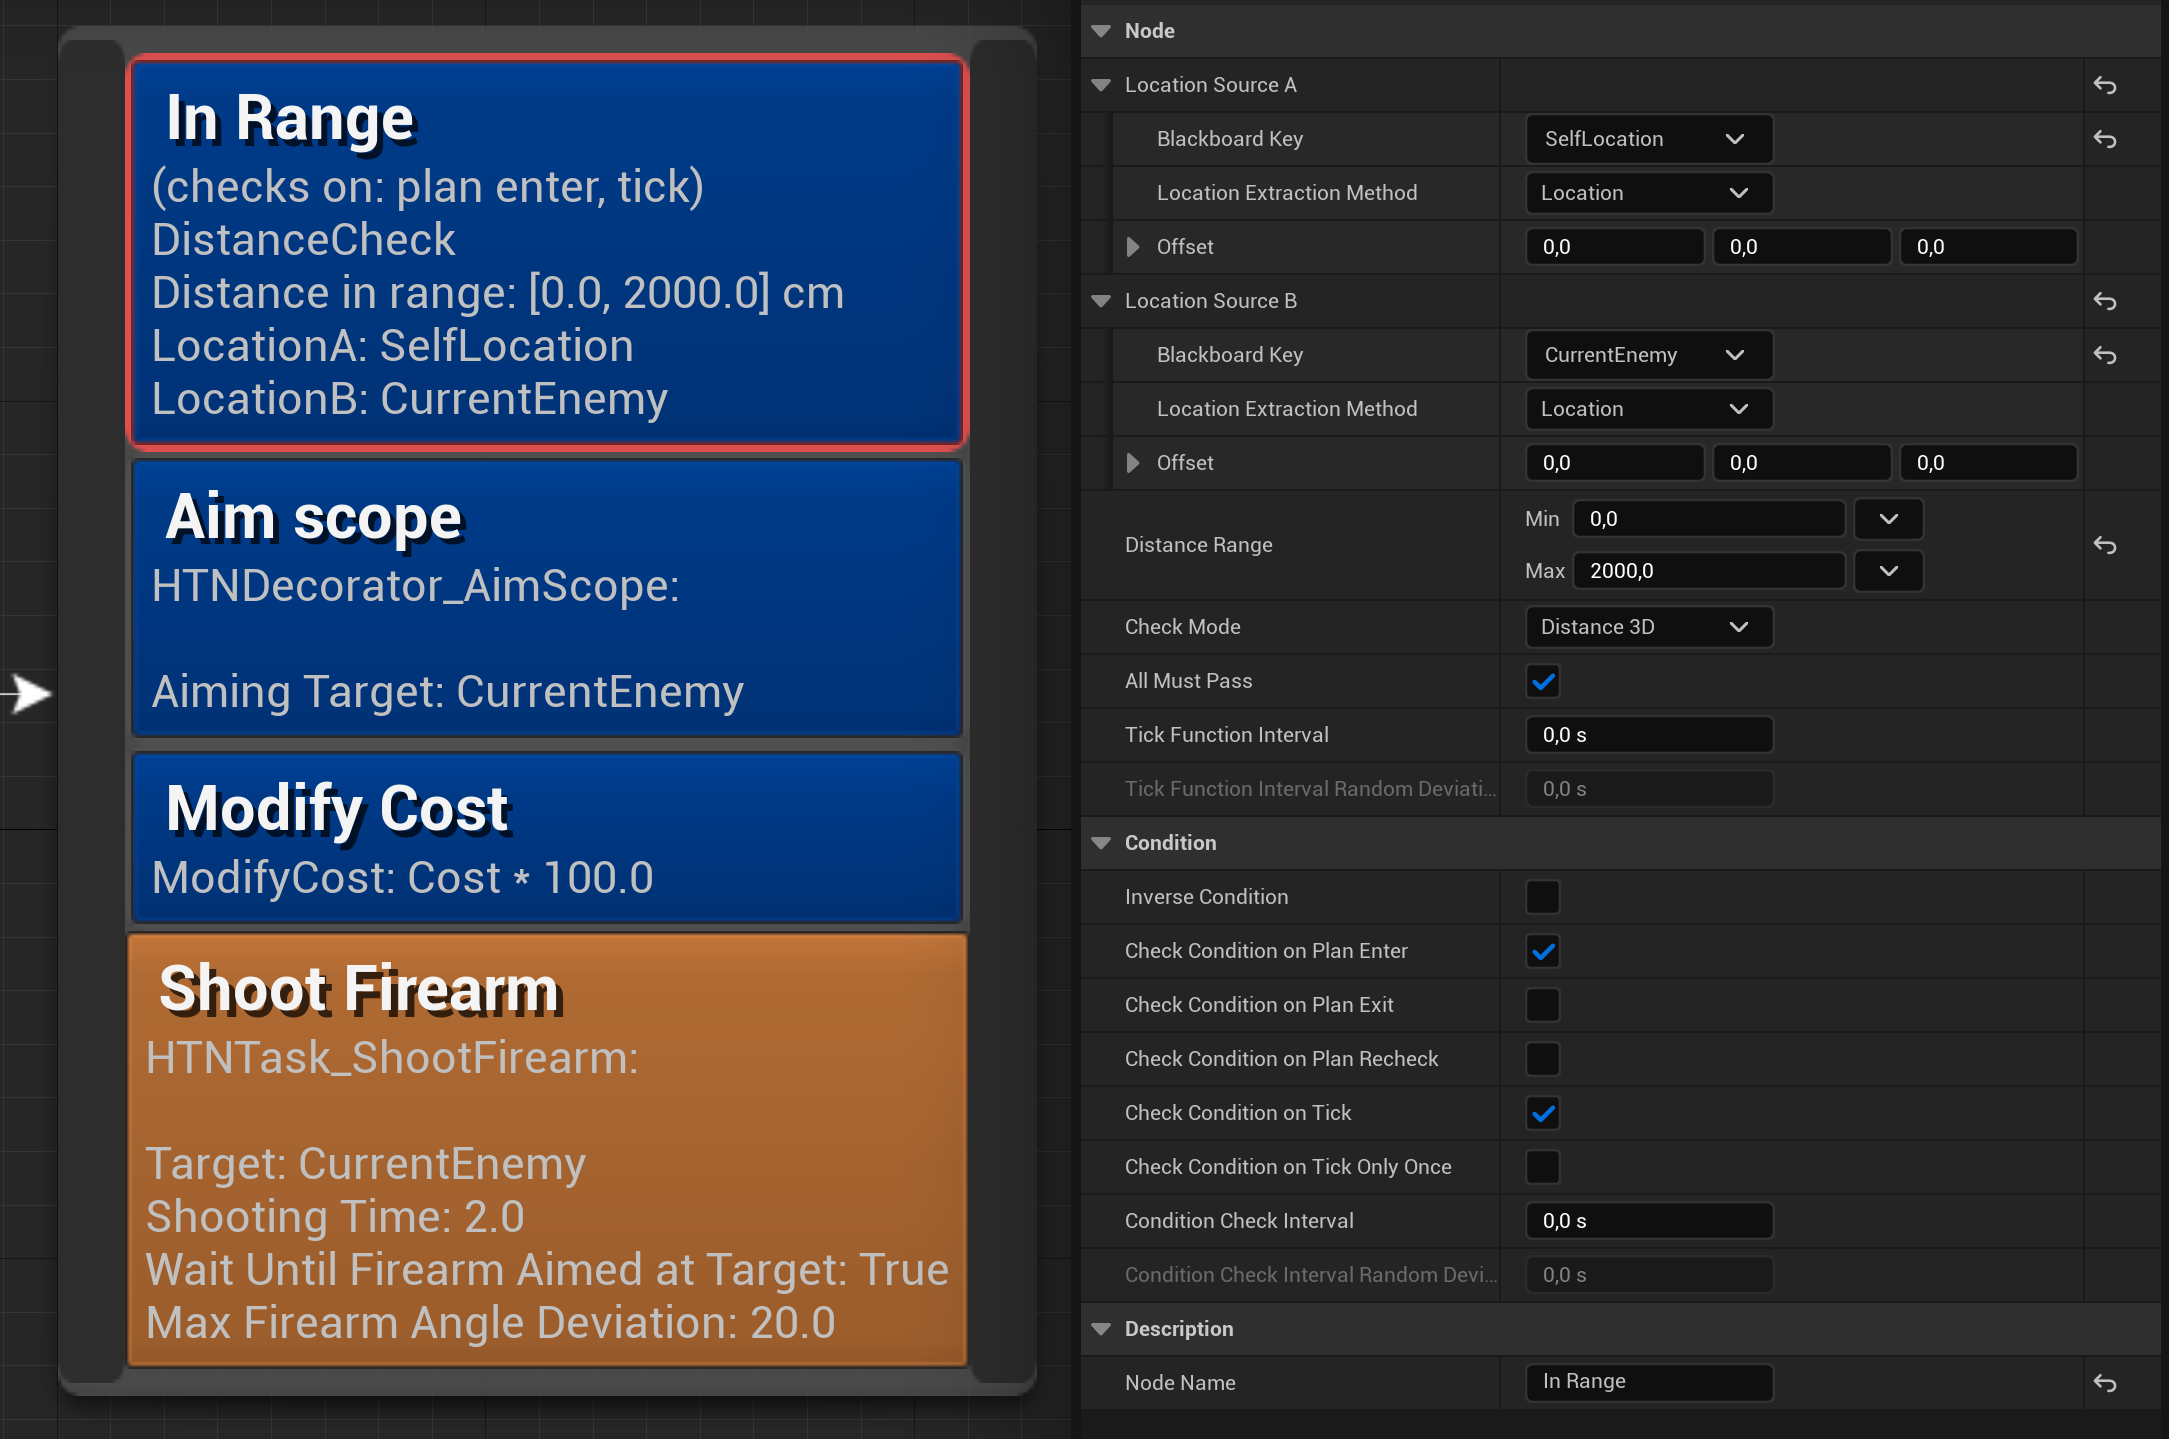 In Range
(checks on: plan enter, tick)
DistanceCheck
Distance in range: [0.0, 2000.0] cm
LocationA: SelfLocation
LocationB: CurrentEnemy
Aim scope
HTNDecorator_AimScope:
Aiming Target: CurrentEnemy
Modify Cost
ModifyCost: Cost * 100.0
Shoot Firearm
HTNTask_ShootFirearm:
Target: CurrentEnemy
Shooting Time: 2.0
Wait Until Firearm Aimed at Target: True
Max Firearm Angle Deviation: 20.0
Node
Location Source A
Blackboard Key SelfLocation
Location Extraction Method Location
Offset 0,0 0,0 0,0
Location Source B
Blackboard Key CurrentEnemy
Location Extraction Method Location
Offset 0,0 0,0 0,0
Distance Range
Min 0,0
Max 2000,0
Check Mode Distance 3D
All Must Pass
Tick Function Interval 0,0 s
Tick Function Interval Random Deviati... 0,0 s
Condition
Inverse Condition
Check Condition on Plan Enter
Check Condition on Plan Exit
Check Condition on Plan Recheck
Check Condition on Tick
Check Condition on Tick Only Once
Condition Check Interval 0,0 s
Condition Check Interval Random Devi... 0,0 s
Description
Node Name In Range